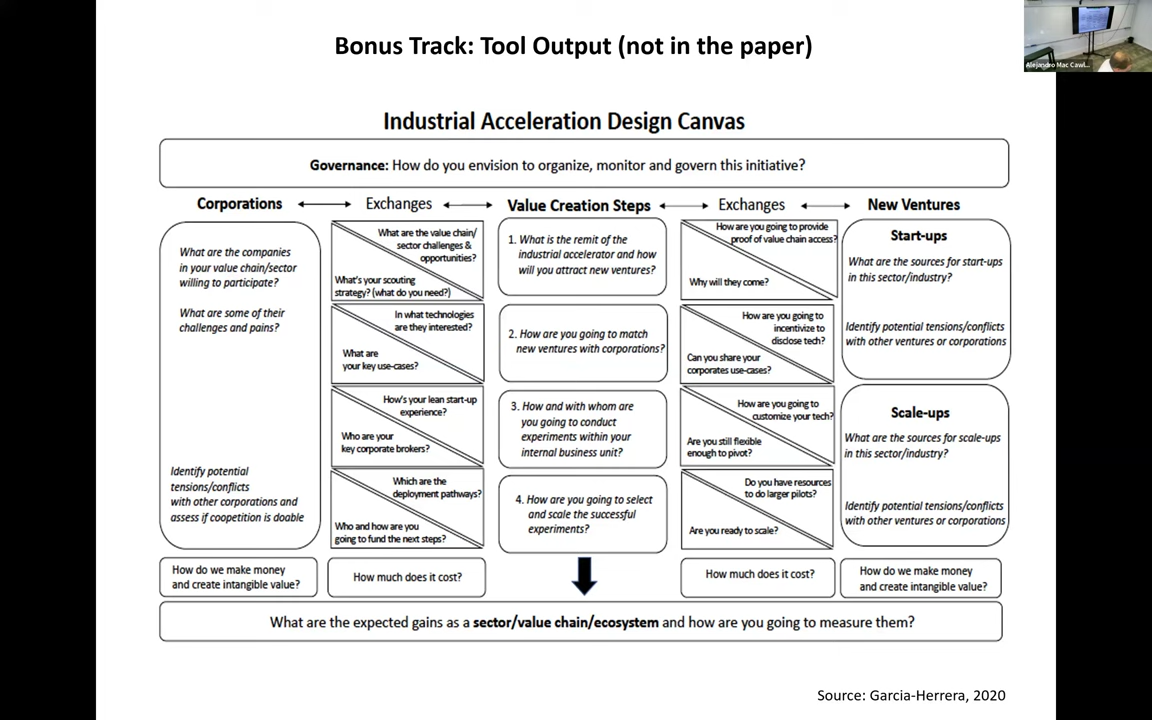 Bonus Track: Tool Output (not in the paper)
Alejandro Mac Cawl...
Industrial Acceleration Design Canvas
Governance: How do you envision to organize, monitor and govern this initiative?
Corporations
Exchanges
Value Creation Steps
Exchanges
New Ventures
What are the companies
in your value chain/sector
willing to participate?
What are some of their
challenges and pains?
Identify potential
tensions/conflicts
with other corporations and
assess if coopetition is doable
What are the value chain/
sector challenges &
opportunities?
What's your scouting
strategy? (what do you need?)
In what technologies
are they interested?
What are
your key use-cases?
How's your lean start-up
experience?
Who are your
key corporate brokers?
Which are the
deployment pathways?
Who and how are you
going to fund the next steps?
1. What is the remit of the
industrial accelerator and how
will you attract new ventures?
2. How are you going to match
new ventures with corporations?
3. How and with whom are
you going to conduct
experiments within your
internal business unit?
4. How are you going to select
and scale the successful
experiments?
How are you going to provide
proof of value chain access?
Why will they come?
How are you going to
incentivize to
disclose tech?
Can you share your
corporates use-cases?
How are you going to
customize your tech?
Are you still flexible
enough to pivot?
Do you have resources
to do larger pilots?
Are you ready to scale?
Start-ups
What are the sources for start-ups
in this sector/industry?
Identify potential tensions/conflicts
with other ventures or corporations
Scale-ups
What are the sources for scale-ups
in this sector/industry?
Identify potential tensions/conflicts
with other ventures or corporations
How do we make money
and create intangible value?
How much does it cost?
How much does it cost?
How do we make money
and create intangible value?
What are the expected gains as a sector/value chain/ecosystem and how are you going to measure them?
Source: Garcia-Herrera, 2020